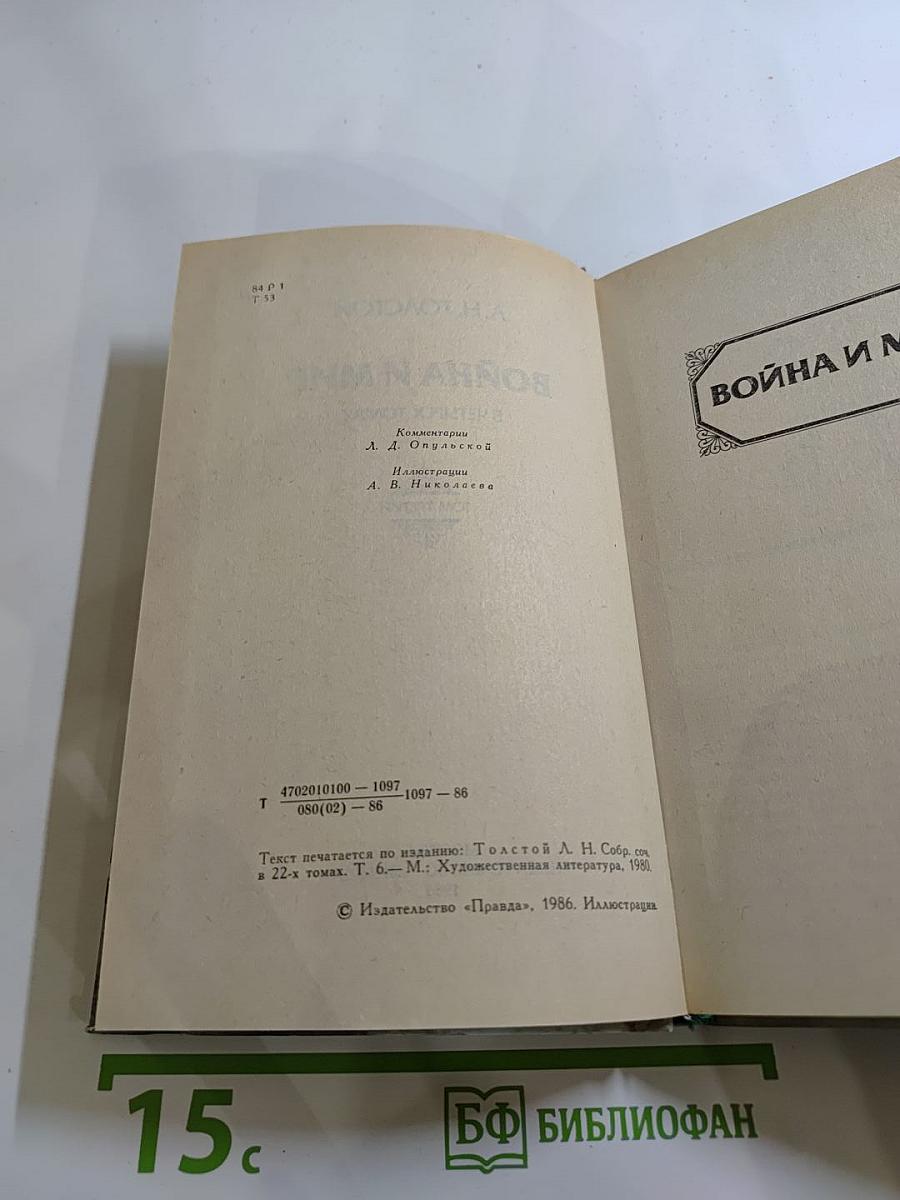 84 Р 1
Т 53
Комментарии
Л. Д. Опульской
Иллюстрации
А. В. Николаева
Т 4702010100 — 1097
080(02) — 86
1097 — 86
Текст печатается по изданию: Толстой Л. Н. Собр. соч.
в 22-х томах. Т. 6.— М.: Художественная литература, 1980.
© Издательство «Правда», 1986. Иллюстрации.
ВОЙНА И М
15 с
БФ БИБЛИОФАН